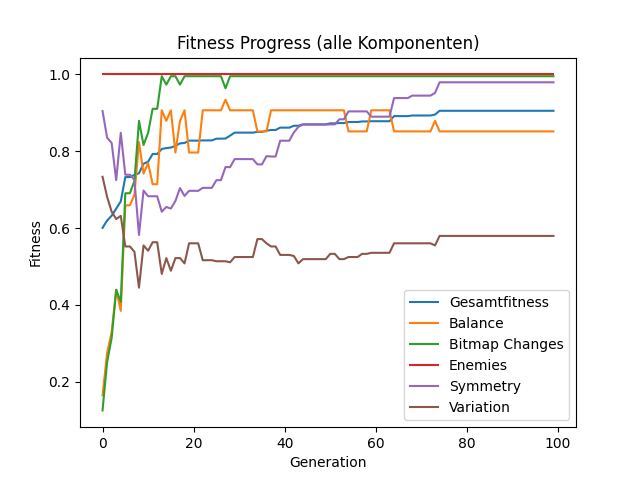 Fitness Progress (alle Komponenten)
Fitness
1.0
0.8
0.6
0.4
0.2
0 20 40 60 80 100
Generation
Gesamtfitness
Balance
Bitmap Changes
Enemies
Symmetry
Variation